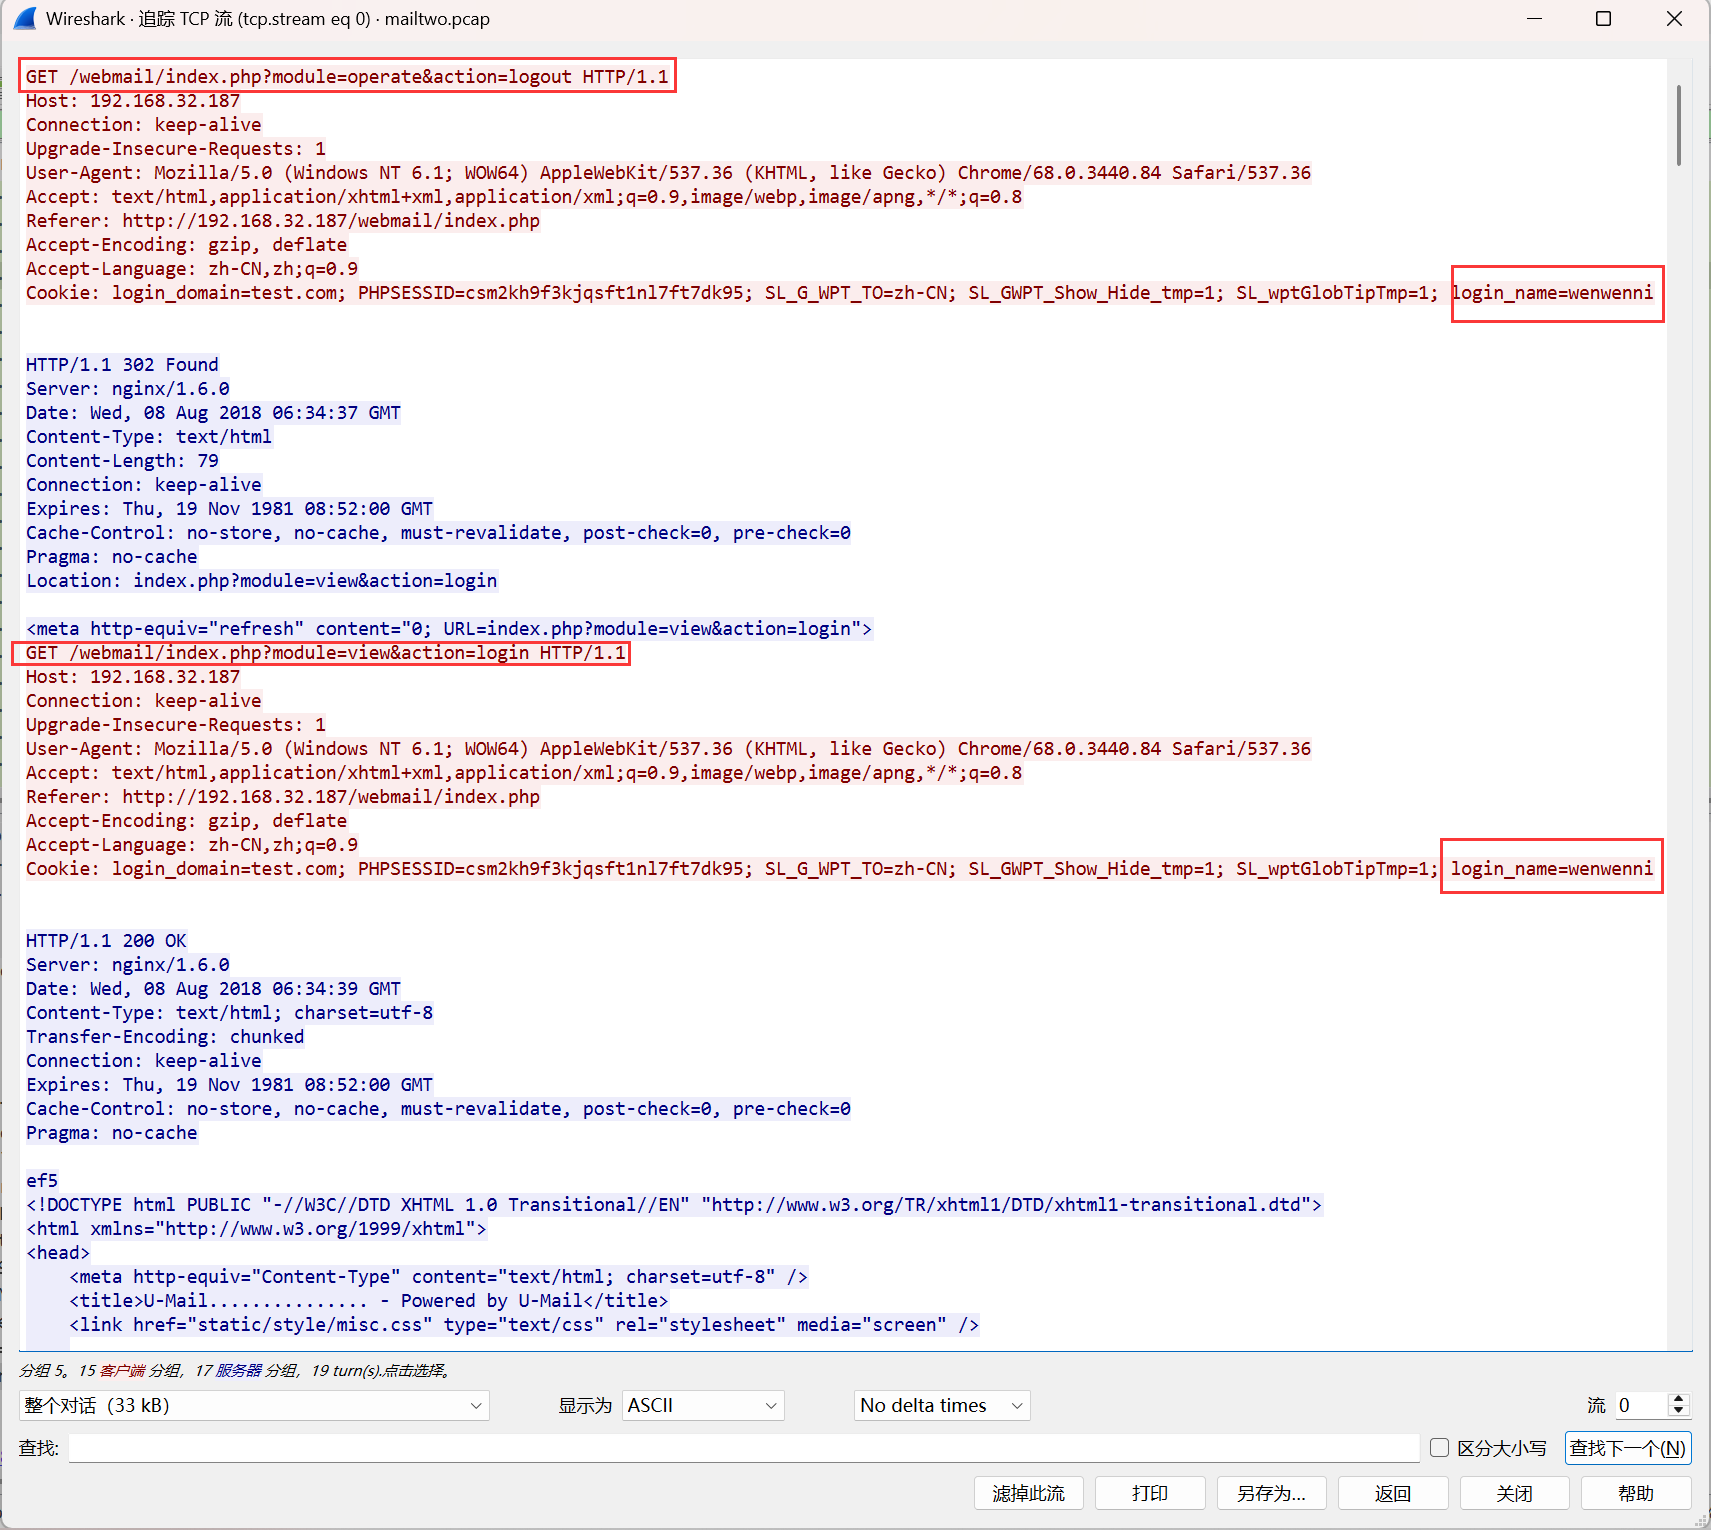 Wireshark · 追踪 TCP 流 (tcp.stream eq 0) · mailtwo.pcap
GET /webmail/index.php?module=operate&action=logout HTTP/1.1
Host: 192.168.32.187
Connection: keep-alive
Upgrade-Insecure-Requests: 1
User-Agent: Mozilla/5.0 (Windows NT 6.1; WOW64) AppleWebKit/537.36 (KHTML, like Gecko) Chrome/68.0.3440.84 Safari/537.36
Accept: text/html,application/xhtml+xml,application/xml;q=0.9,image/webp,image/apng,*/*;q=0.8
Referer: http://192.168.32.187/webmail/index.php
Accept-Encoding: gzip, deflate
Accept-Language: zh-CN,zh;q=0.9
Cookie: login_domain=test.com; PHPSESSID=csm2kh9f3kjqsft1nl7ft7dk95; SL_G_WPT_TO=zh-CN; SL_GWPT_Show_Hide_tmp=1; SL_wptGlobTipTmp=1; login_name=wenwenni
HTTP/1.1 302 Found
Server: nginx/1.6.0
Date: Wed, 08 Aug 2018 06:34:37 GMT
Content-Type: text/html
Content-Length: 79
Connection: keep-alive
Expires: Thu, 19 Nov 1981 08:52:00 GMT
Cache-Control: no-store, no-cache, must-revalidate, post-check=0, pre-check=0
Pragma: no-cache
Location: index.php?module=view&action=login
<meta http-equiv="refresh" content="0; URL=index.php?module=view&action=login">
GET /webmail/index.php?module=view&action=login HTTP/1.1
Host: 192.168.32.187
Connection: keep-alive
Upgrade-Insecure-Requests: 1
User-Agent: Mozilla/5.0 (Windows NT 6.1; WOW64) AppleWebKit/537.36 (KHTML, like Gecko) Chrome/68.0.3440.84 Safari/537.36
Accept: text/html,application/xhtml+xml,application/xml;q=0.9,image/webp,image/apng,*/*;q=0.8
Referer: http://192.168.32.187/webmail/index.php
Accept-Encoding: gzip, deflate
Accept-Language: zh-CN,zh;q=0.9
Cookie: login_domain=test.com; PHPSESSID=csm2kh9f3kjqsft1nl7ft7dk95; SL_G_WPT_TO=zh-CN; SL_GWPT_Show_Hide_tmp=1; SL_wptGlobTipTmp=1; login_name=wenwenni
HTTP/1.1 200 OK
Server: nginx/1.6.0
Date: Wed, 08 Aug 2018 06:34:39 GMT
Content-Type: text/html; charset=utf-8
Transfer-Encoding: chunked
Connection: keep-alive
Expires: Thu, 19 Nov 1981 08:52:00 GMT
Cache-Control: no-store, no-cache, must-revalidate, post-check=0, pre-check=0
Pragma: no-cache
ef5
<!DOCTYPE html PUBLIC "-//W3C//DTD XHTML 1.0 Transitional//EN" "http://www.w3.org/TR/xhtml1/DTD/xhtml1-transitional.dtd">
<html xmlns="http://www.w3.org/1999/xhtml">
<head>
<meta http-equiv="Content-Type" content="text/html; charset=utf-8" />
<title>U-Mail............... - Powered by U-Mail</title>
<link href="static/style/misc.css" type="text/css" rel="stylesheet" media="screen" />
分组 5。15 客户端 分组，17 服务器 分组，19 turn(s).点击选择。
整个对话（33 kB） 显示为 ASCII No delta times 流 0
查找: 区分大小写 查找下一个(N)
滤掉此流 打印 另存为... 返回 关闭 帮助